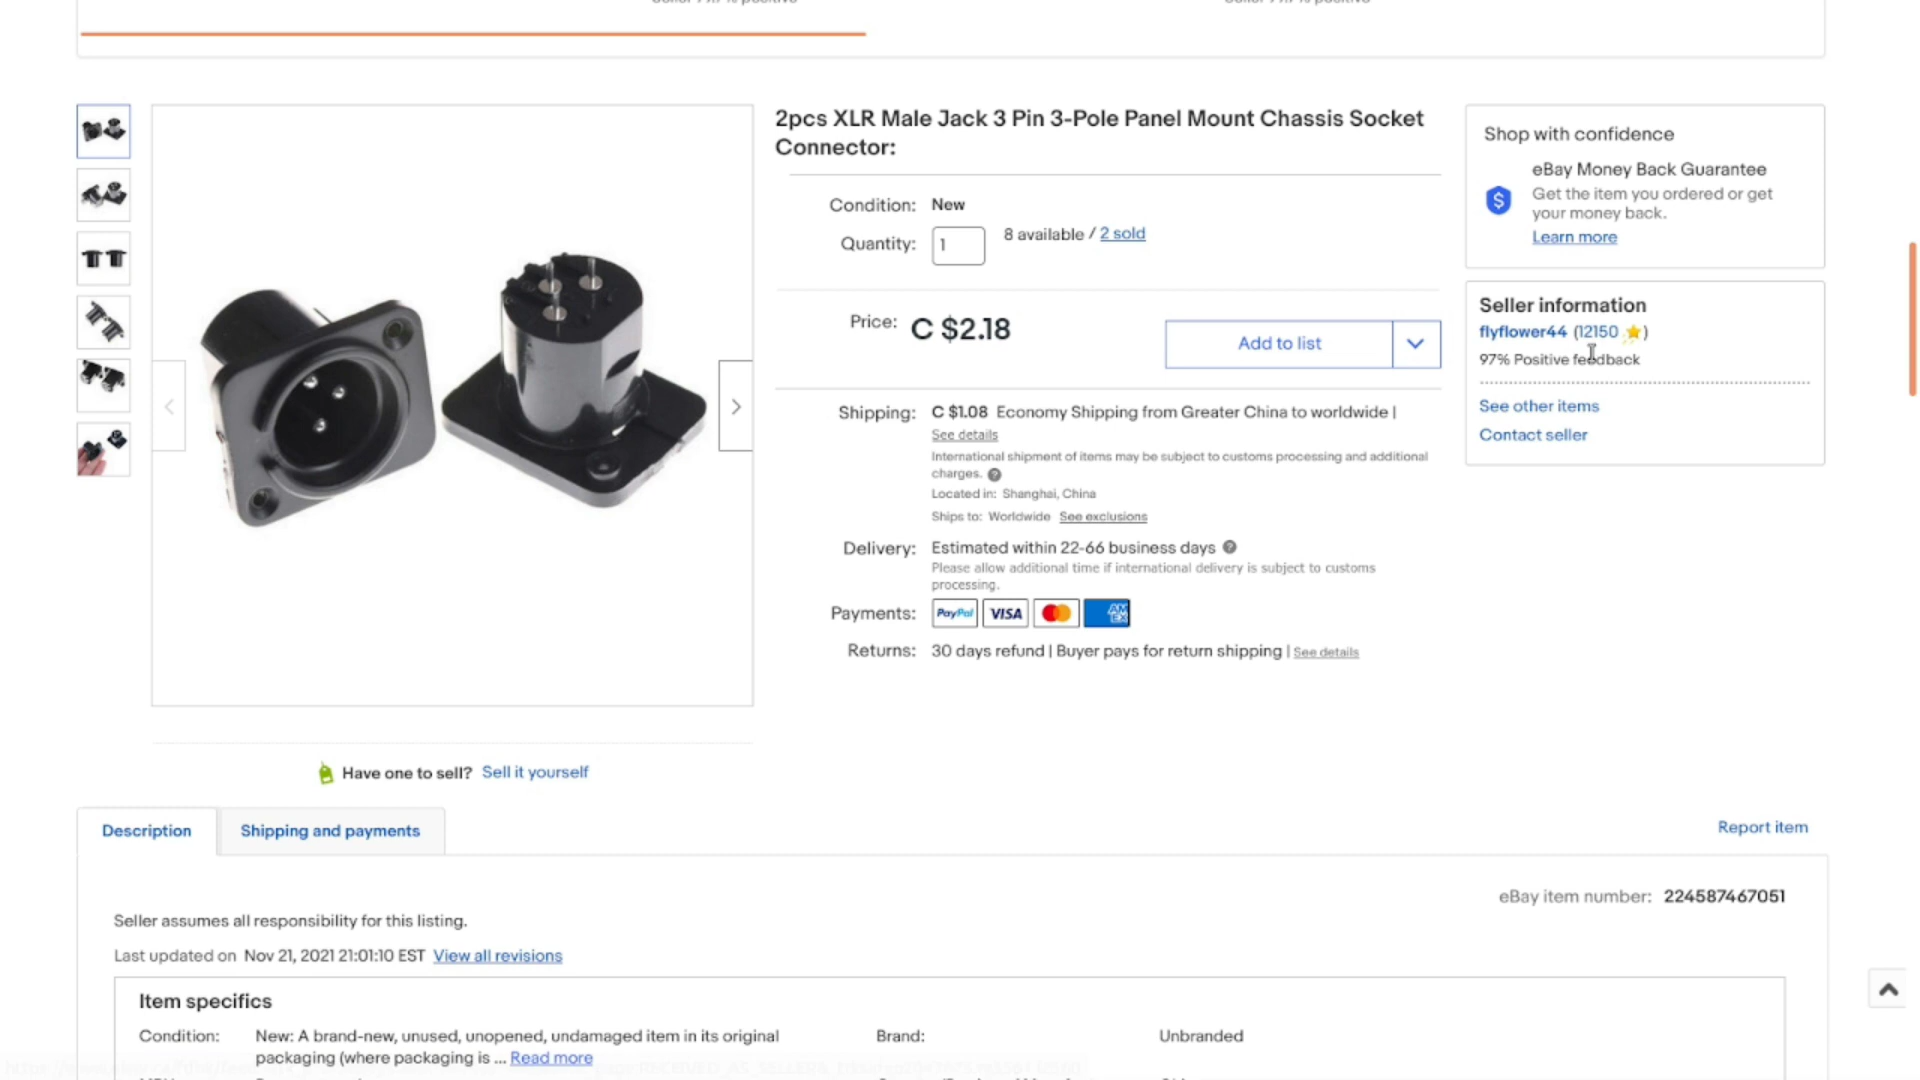 2pcs XLR Male Jack 3 Pin 3-Pole Panel Mount Chassis Socket
Connector:
Condition: New
Quantity: 1 8 available / 2 sold
Price: C $2.18
Add to list
Shipping: C $1.08 Economy Shipping from Greater China to worldwide |
See details
International shipment of items may be subject to customs processing and additional
charges.
Located in: Shanghai, China
Ships to: Worldwide See exclusions
Delivery: Estimated within 22-66 business days
Please allow additional time if international delivery is subject to customs
processing.
Payments: PayPal VISA AMEX
Returns: 30 days refund | Buyer pays for return shipping | See details
Shop with confidence
eBay Money Back Guarantee
Get the item you ordered or get
your money back.
Learn more
Seller information
flyflower44 (12150)
97% Positive feedback
See other items
Contact seller
Have one to sell? Sell it yourself
Description
Shipping and payments
Report item
eBay item number: 224587467051
Seller assumes all responsibility for this listing.
Last updated on Nov 21, 2021 21:01:10 EST View all revisions
Item specifics
Condition: New: A brand-new, unused, unopened, undamaged item in its original
packaging (where packaging is ... Read more
Brand: Unbranded